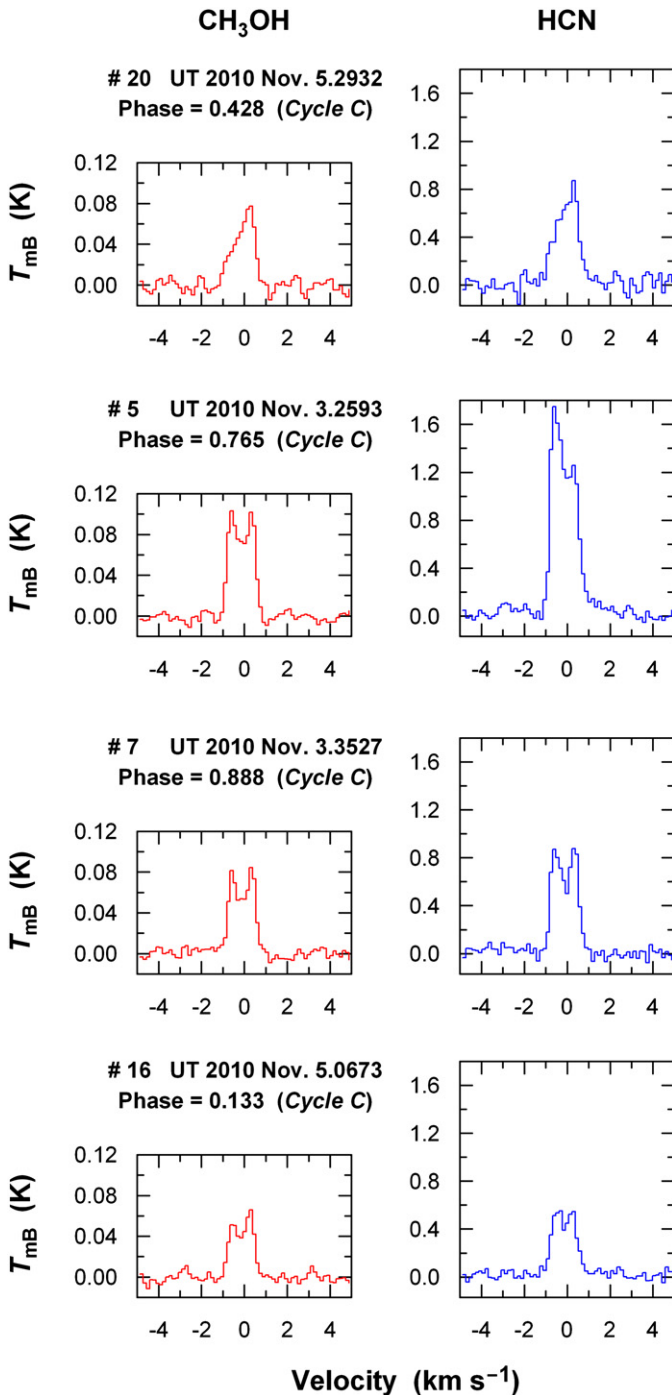 CH₃OH HCN
# 20 UT 2010 Nov. 5.2932
Phase = 0.428 (Cycle C)
TmB (K)
0.12
0.08
0.04
0.00
-4 -2 0 2 4
1.6
1.2
0.8
0.4
0.0
-4 -2 0 2 4
# 5 UT 2010 Nov. 3.2593
Phase = 0.765 (Cycle C)
TmB (K)
0.12
0.08
0.04
0.00
-4 -2 0 2 4
1.6
1.2
0.8
0.4
0.0
-4 -2 0 2 4
# 7 UT 2010 Nov. 3.3527
Phase = 0.888 (Cycle C)
TmB (K)
0.12
0.08
0.04
0.00
-4 -2 0 2 4
1.6
1.2
0.8
0.4
0.0
-4 -2 0 2 4
# 16 UT 2010 Nov. 5.0673
Phase = 0.133 (Cycle C)
TmB (K)
0.12
0.08
0.04
0.00
-4 -2 0 2 4
1.6
1.2
0.8
0.4
0.0
-4 -2 0 2 4
Velocity (km s⁻¹)